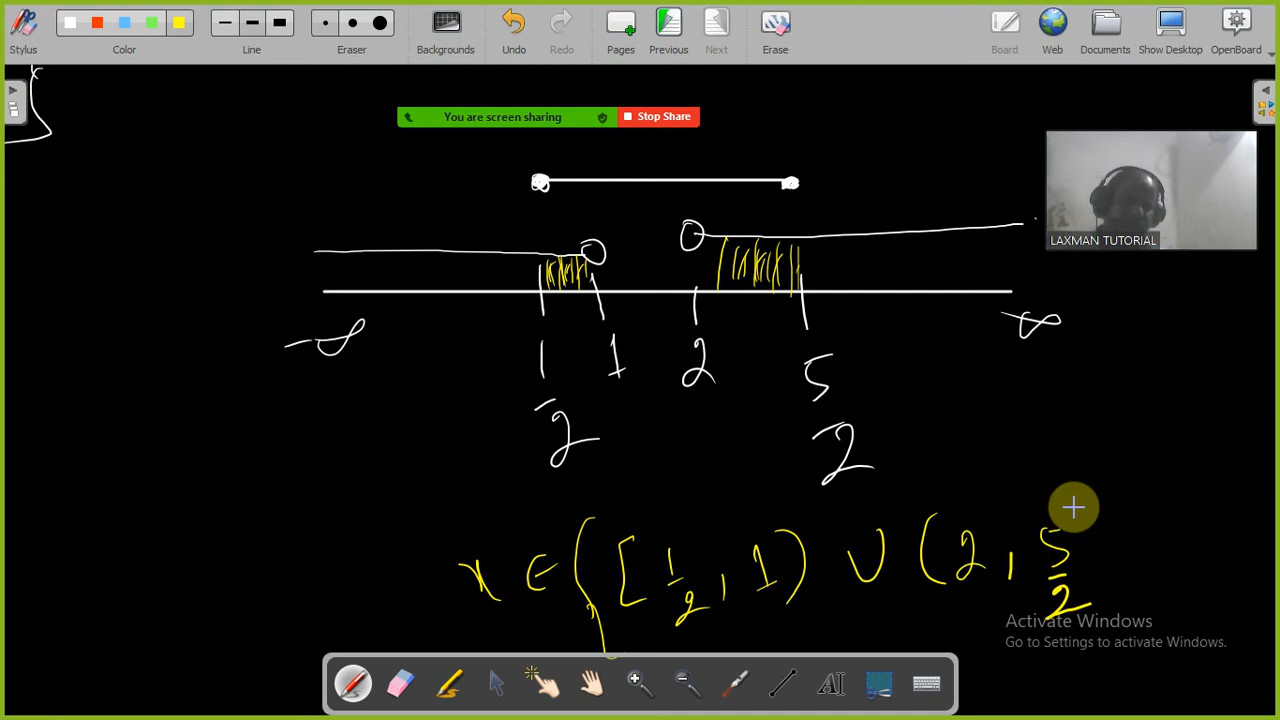 Stylus Color Line Eraser Backgrounds Undo Redo Pages Previous Next Erase Board Web Documents Show Desktop OpenBoard
You are screen sharing Stop Share
LAXMAN TUTORIAL
-∞ 1/2 1 2 5/2 ∞
x ∈ ( [ 1/2 , 1 ) ∪ ( 2 , 5/2
Activate Windows
Go to Settings to activate Windows.